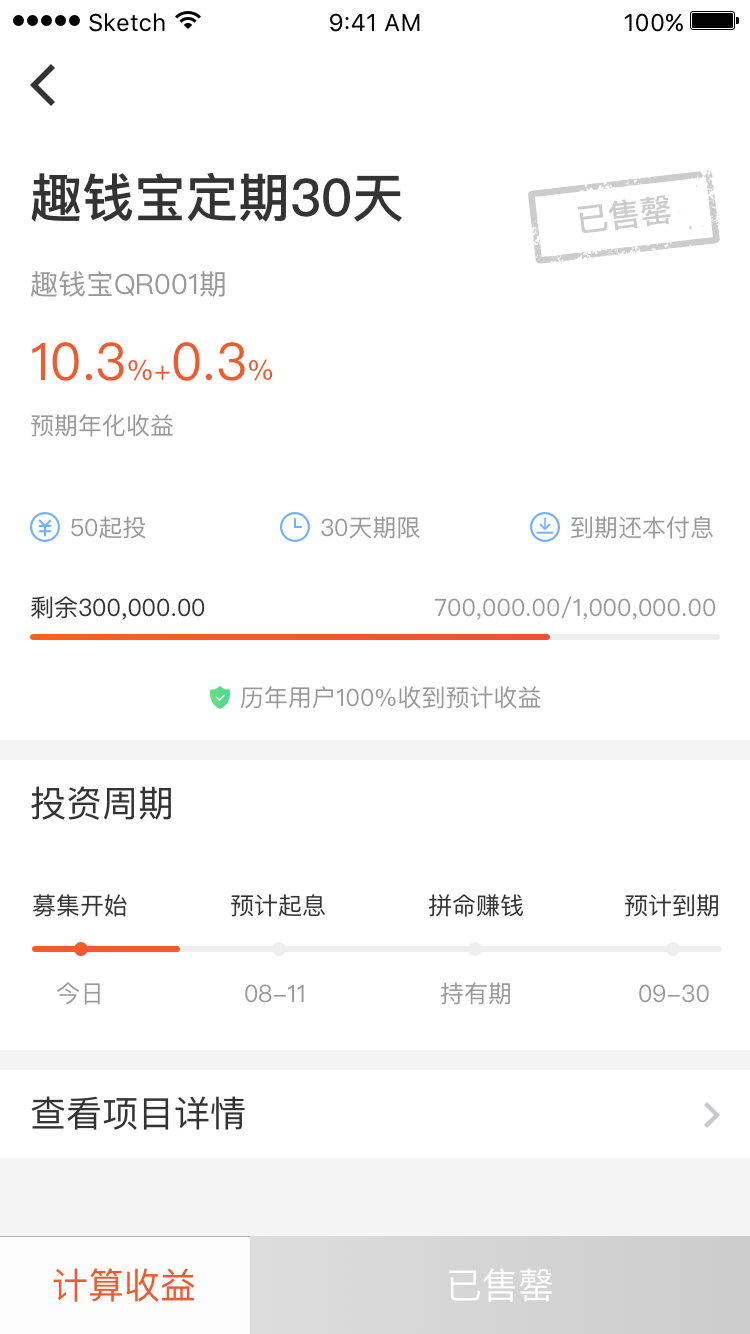 ●●●●● Sketch 9:41 AM 100%
趣钱宝定期30天
已售罄
趣钱宝QR001期
10.3%+0.3%
预期年化收益
50起投 30天期限 到期还本付息
剩余300,000.00 700,000.00/1,000,000.00
历年用户100%收到预计收益
投资周期
募集开始 预计起息 拼命赚钱 预计到期
今日 08-11 持有期 09-30
查看项目详情
计算收益 已售罄